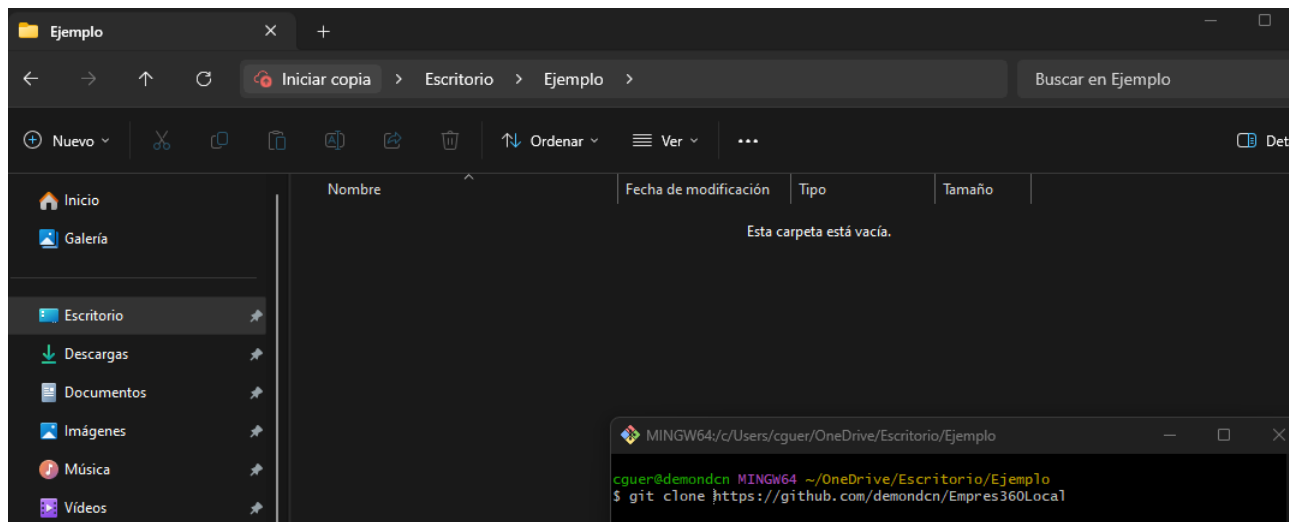 Ejemplo
Iniciar copia > Escritorio > Ejemplo >
Buscar en Ejemplo
Nuevo
Ordenar
Ver
Det
Inicio
Galería
Escritorio
Descargas
Documentos
Imágenes
Música
Vídeos
Nombre Fecha de modificación Tipo Tamaño
Esta carpeta está vacía.
MINGW64:/c/Users/cguer/OneDrive/Escritorio/Ejemplo
cguer@demondcn MINGW64 ~/OneDrive/Escritorio/Ejemplo
$ git clone https://github.com/demondcn/Empres360Local